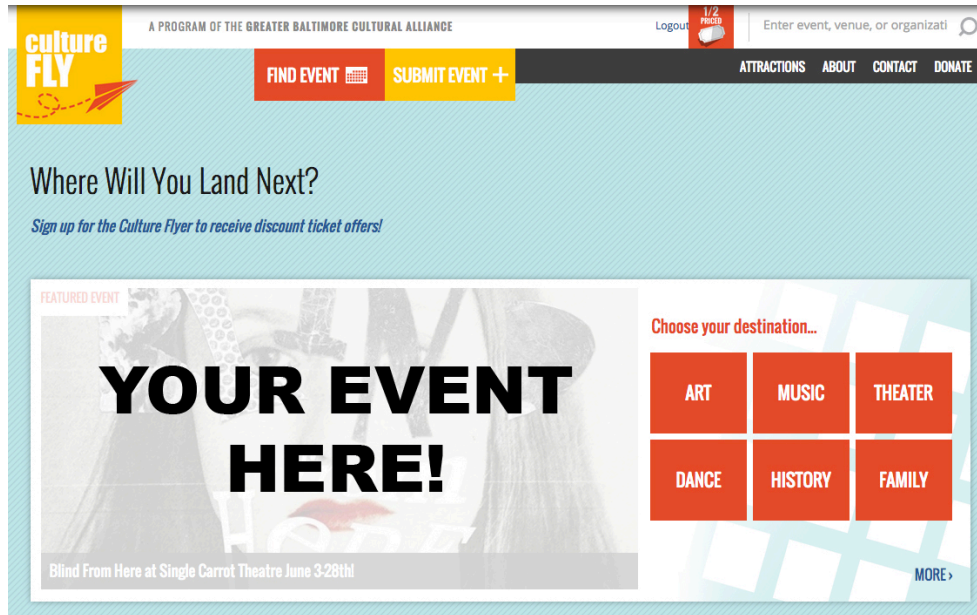 culture
FLY
A PROGRAM OF THE GREATER BALTIMORE CULTURAL ALLIANCE
Logout
1/2
PRICED
Enter event, venue, or organizati
FIND EVENT
SUBMIT EVENT +
ATTRACTIONS ABOUT CONTACT DONATE
Where Will You Land Next?
Sign up for the Culture Flyer to receive discount ticket offers!
FEATURED EVENT
YOUR EVENT
HERE!
HERE
Blind From Here at Single Carrot Theatre June 3-28th!
Choose your destination...
ART MUSIC THEATER
DANCE HISTORY FAMILY
MORE ›